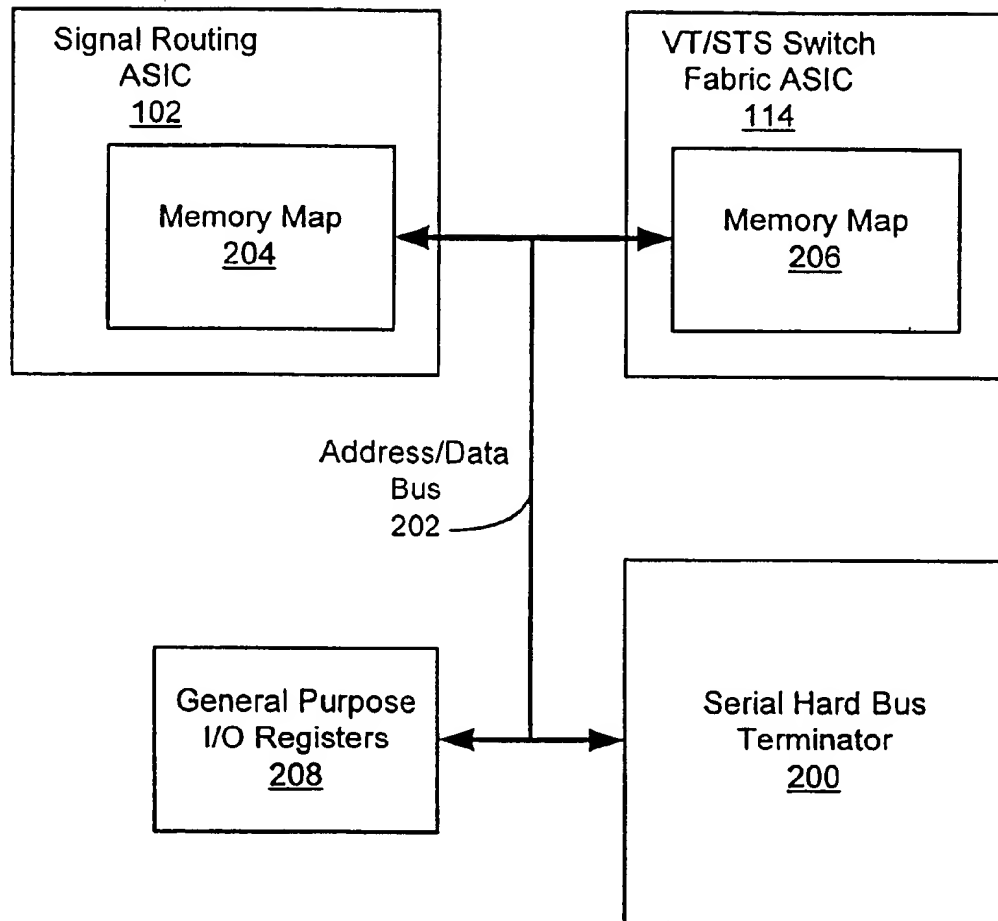 Signal Routing
ASIC
102
Memory Map
204
VT/STS Switch
Fabric ASIC
114
Memory Map
206
Address/Data
Bus
202
General Purpose
I/O Registers
208
Serial Hard Bus
Terminator
200